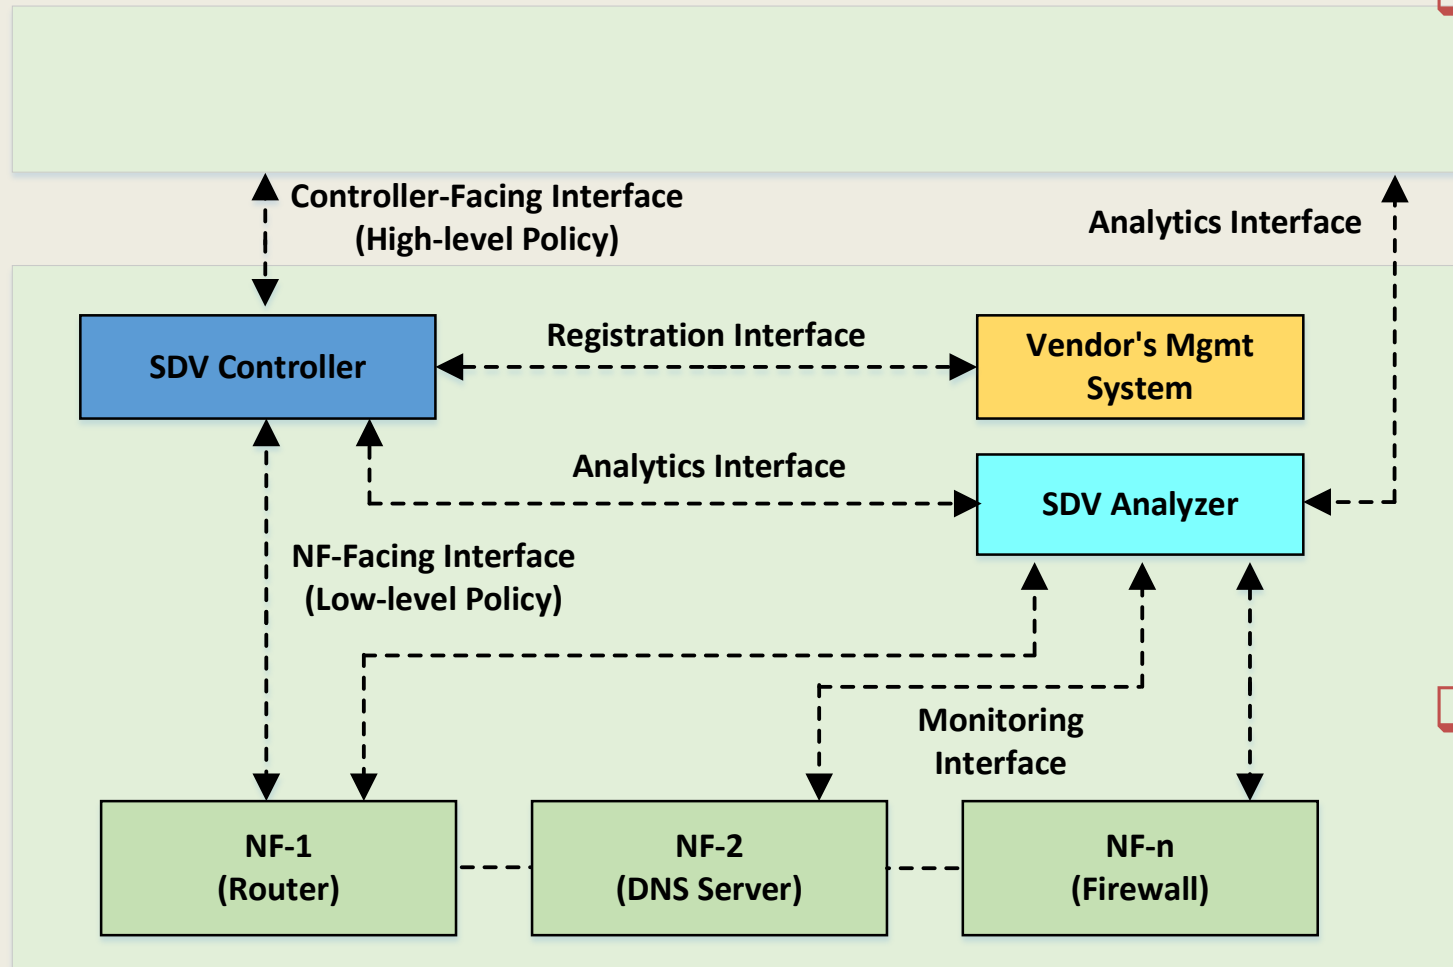 Controller-Facing Interface
(High-level Policy)
Analytics Interface
SDV Controller
Registration Interface
Vendor's Mgmt
System
Analytics Interface
SDV Analyzer
NF-Facing Interface
(Low-level Policy)
Monitoring
Interface
NF-1
(Router)
NF-2
(DNS Server)
NF-n
(Firewall)